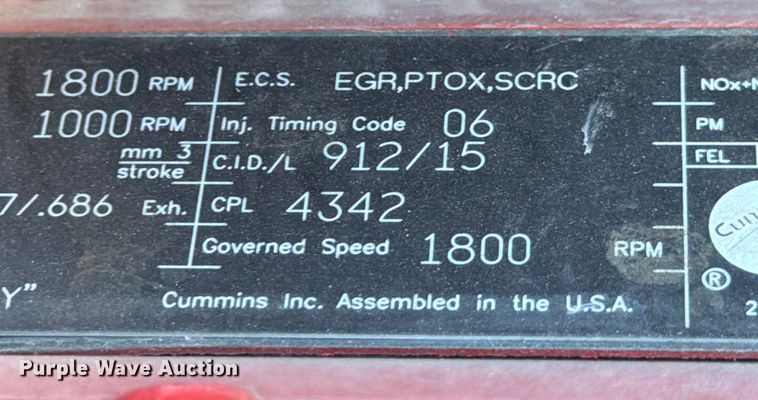 1800 RPM E.C.S. EGR,PTOX,SCRC NOx+N
1000 RPM Inj. Timing Code 06 PM
mm 3 stroke C.I.D./L 912/15 FEL
7/.686 Exh. CPL 4342
Governed Speed 1800 RPM
Y” Cummins Inc. Assembled in the U.S.A. ® 2
Purple Wave Auction